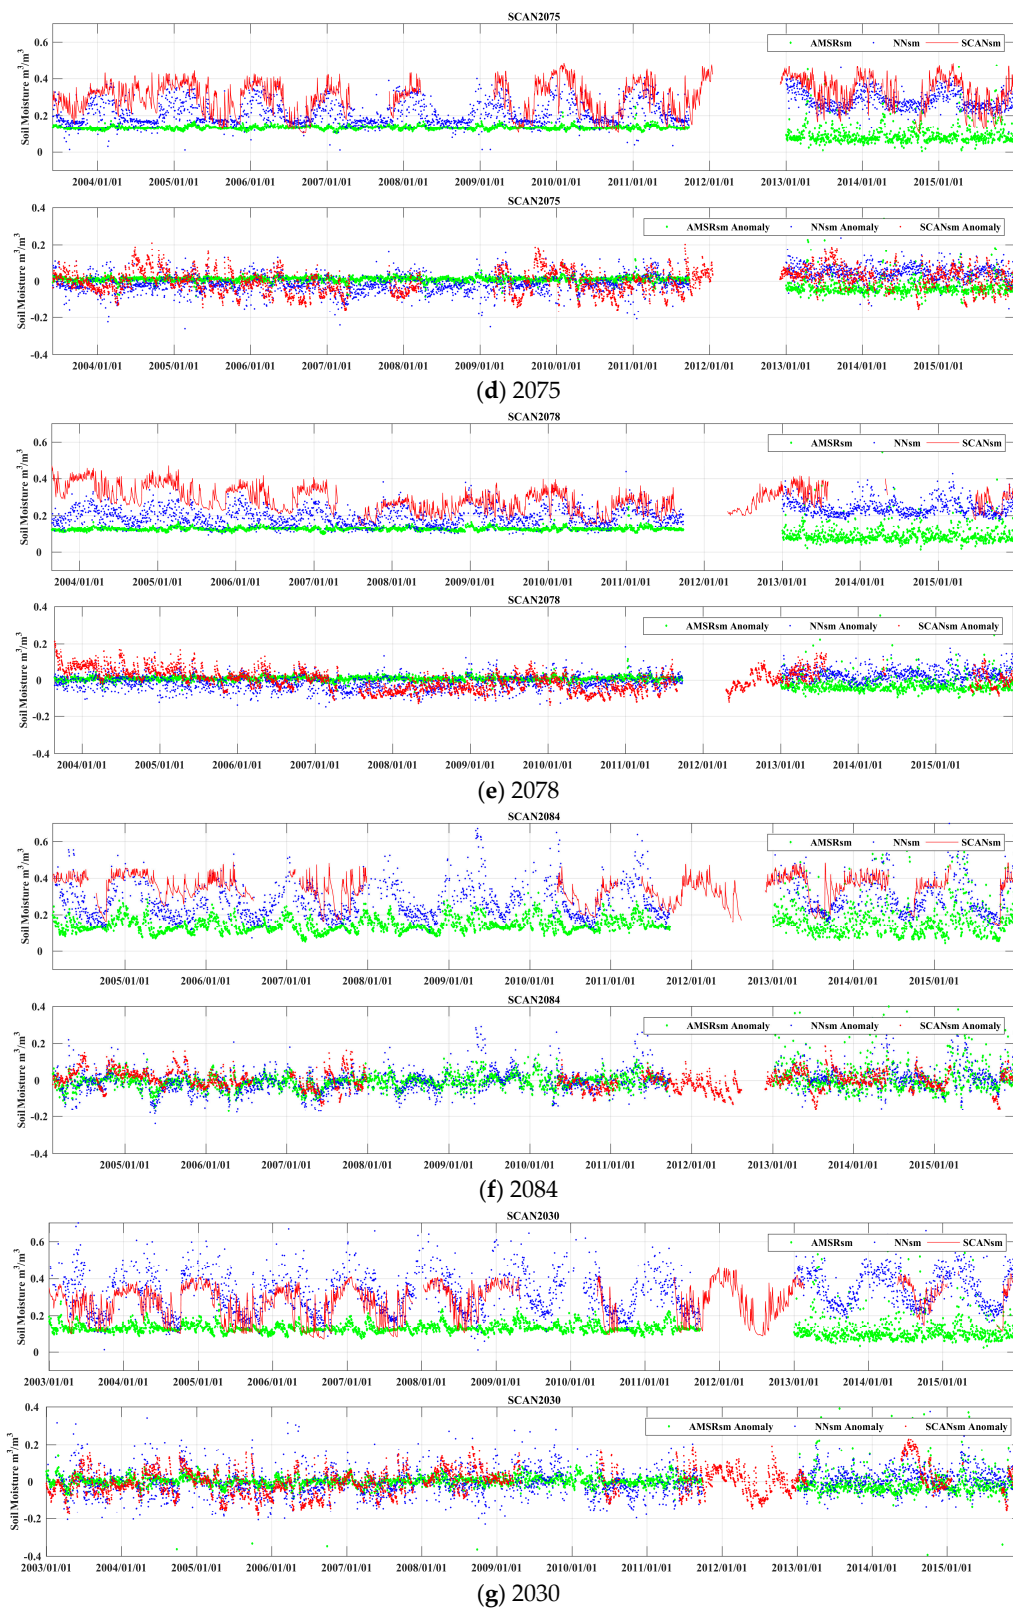 SCAN2075
AMSRsm NNsm SCANsm
Soil Moisture m³/m³
0.6
0.4
0.2
0
2004/01/01 2005/01/01 2006/01/01 2007/01/01 2008/01/01 2009/01/01 2010/01/01 2011/01/01 2012/01/01 2013/01/01 2014/01/01 2015/01/01
SCAN2075
AMSRsm Anomaly NNsm Anomaly SCANsm Anomaly
Soil Moisture m³/m³
0.4
0.2
0
-0.2
-0.4
2004/01/01 2005/01/01 2006/01/01 2007/01/01 2008/01/01 2009/01/01 2010/01/01 2011/01/01 2012/01/01 2013/01/01 2014/01/01 2015/01/01
(d) 2075
SCAN2078
AMSRsm NNsm SCANsm
Soil Moisture m³/m³
0.6
0.4
0.2
0
2004/01/01 2005/01/01 2006/01/01 2007/01/01 2008/01/01 2009/01/01 2010/01/01 2011/01/01 2012/01/01 2013/01/01 2014/01/01 2015/01/01
SCAN2078
AMSRsm Anomaly NNsm Anomaly SCANsm Anomaly
Soil Moisture m³/m³
0.4
0.2
0
-0.2
-0.4
2004/01/01 2005/01/01 2006/01/01 2007/01/01 2008/01/01 2009/01/01 2010/01/01 2011/01/01 2012/01/01 2013/01/01 2014/01/01 2015/01/01
(e) 2078
SCAN2084
AMSRsm NNsm SCANsm
Soil Moisture m³/m³
0.6
0.4
0.2
0
2005/01/01 2006/01/01 2007/01/01 2008/01/01 2009/01/01 2010/01/01 2011/01/01 2012/01/01 2013/01/01 2014/01/01 2015/01/01
SCAN2084
AMSRsm Anomaly NNsm Anomaly SCANsm Anomaly
Soil Moisture m³/m³
0.4
0.2
0
-0.2
-0.4
2005/01/01 2006/01/01 2007/01/01 2008/01/01 2009/01/01 2010/01/01 2011/01/01 2012/01/01 2013/01/01 2014/01/01 2015/01/01
(f) 2084
SCAN2030
AMSRsm NNsm SCANsm
Soil Moisture m³/m³
0.6
0.4
0.2
0
2003/01/01 2004/01/01 2005/01/01 2006/01/01 2007/01/01 2008/01/01 2009/01/01 2010/01/01 2011/01/01 2012/01/01 2013/01/01 2014/01/01 2015/01/01
SCAN2030
AMSRsm Anomaly NNsm Anomaly SCANsm Anomaly
Soil Moisture m³/m³
0.4
0.2
0
-0.2
-0.4
2003/01/01 2004/01/01 2005/01/01 2006/01/01 2007/01/01 2008/01/01 2009/01/01 2010/01/01 2011/01/01 2012/01/01 2013/01/01 2014/01/01 2015/01/01
(g) 2030